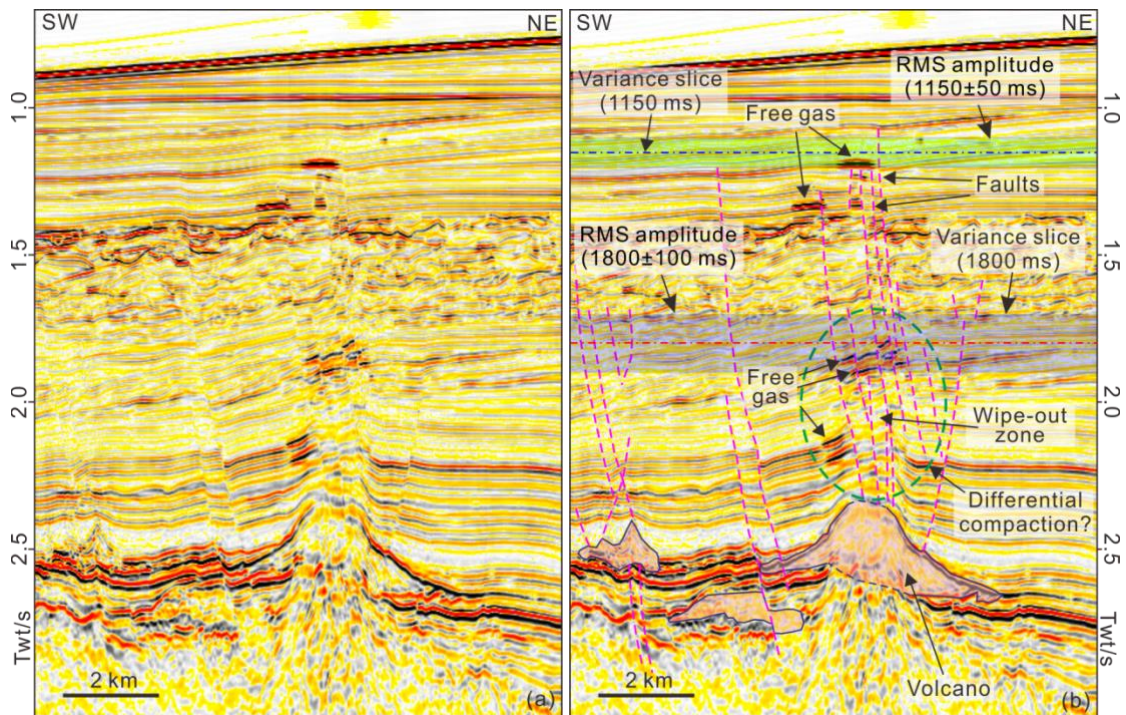 SW
NE
1.0
1.5
2.0
2.5
Twt/s
2 km
(a)
SW
NE
Variance slice
(1150 ms)
RMS amplitude
(1150±50 ms)
Free gas
Faults
RMS amplitude
(1800±100 ms)
Variance slice
(1800 ms)
Free
gas
Wipe-out
zone
Differential
compaction?
Volcano
1.0
1.5
2.0
2.5
Twt/s
2 km
(b)